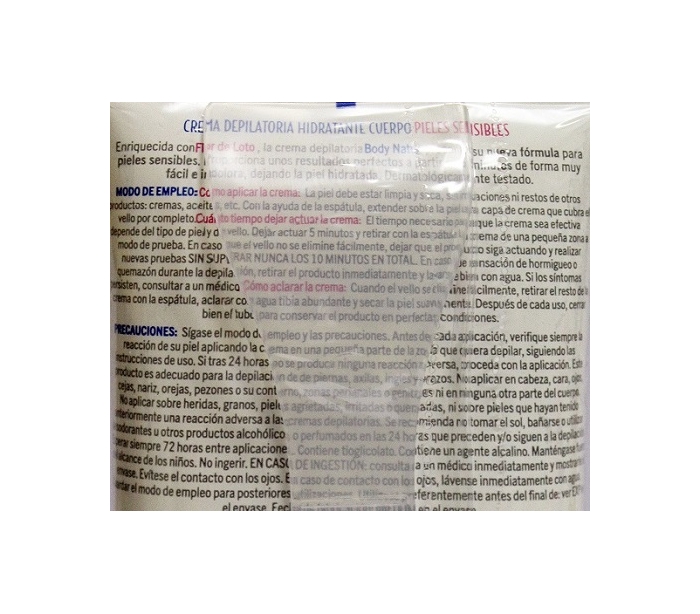 CREMA DEPILATORIA HIDRATANTE CUERPO PIELES SENSIBLES
Enriquecida con Flor de Loto, la crema depilatoria Body Nat su nueva fórmula para
pieles sensibles, proporciona unos resultados perfectos a partir minutos de forma muy
fácil e indolora, dejando la piel hidratada. Dermatológicamente testado.
MODO DE EMPLEO: Cómo aplicar la crema: La piel debe estar limpia y seca, sin irritaciones ni restos de otros
productos: cremas, aceites, etc. Con la ayuda de la espátula, extender sobre la piel una capa de crema que cubra el
vello por completo. Cuánto tiempo dejar actuar la crema: El tiempo necesario para que la crema sea efectiva
depende del tipo de piel y de vello. Dejar actuar 5 minutos y retirar con la espátula crema de una pequeña zona a
modo de prueba. En caso que el vello no se elimine fácilmente, dejar que el producto siga actuando y realizar
nuevas pruebas SIN SUPERAR NUNCA LOS 10 MINUTOS EN TOTAL. En caso de sensación de hormigueo o
quemazón durante la depilación, retirar el producto inmediatamente y lavar bien con agua. Si los síntomas
persisten, consultar a un médico. Cómo aclarar la crema: Cuando el vello se elimine fácilmente, retirar el resto de
crema con la espátula, aclarar con agua tibia abundante y secar la piel suavemente. Después de cada uso, cerrar
bien el tubo para conservar el producto en perfectas condiciones.
PRECAUCIONES: Sígase el modo de empleo y las precauciones. Antes de cada aplicación, verifique siempre la
reacción de su piel aplicando la crema en una pequeña parte de la zona que quiera depilar, siguiendo las
instrucciones de uso. Si tras 24 horas no se produce ninguna reacción adversa, proceda con la aplicación. Este
producto es adecuado para la depilación de piernas, axilas, ingles y brazos. No aplicar en cabeza, cara, ojos,
cejas, nariz, orejas, pezones o su contorno, zonas perianales o genitales ni en ninguna otra parte del cuerpo.
No aplicar sobre heridas, granos, pieles agrietadas, irritadas o quemadas, ni sobre pieles que hayan tenido
anteriormente una reacción adversa a las cremas depilatorias. Se recomienda no tomar el sol, bañarse o utilizar
desodorantes u otros productos alcohólicos o perfumados en las 24 horas que preceden y/o siguen a la depilación.
Esperar siempre 72 horas entre aplicaciones. Contiene tioglicolato. Contiene un agente alcalino. Manténgase fuera
del alcance de los niños. No ingerir. EN CASO DE INGESTIÓN: consultar a un médico inmediatamente y mostrarle el
envase. Evítese el contacto con los ojos. En caso de contacto con los ojos, lávense inmediatamente con agua
guardar el modo de empleo para posteriores utilizaciones. Utilizar preferentemente antes del final de: ver
el envase. en el envase.